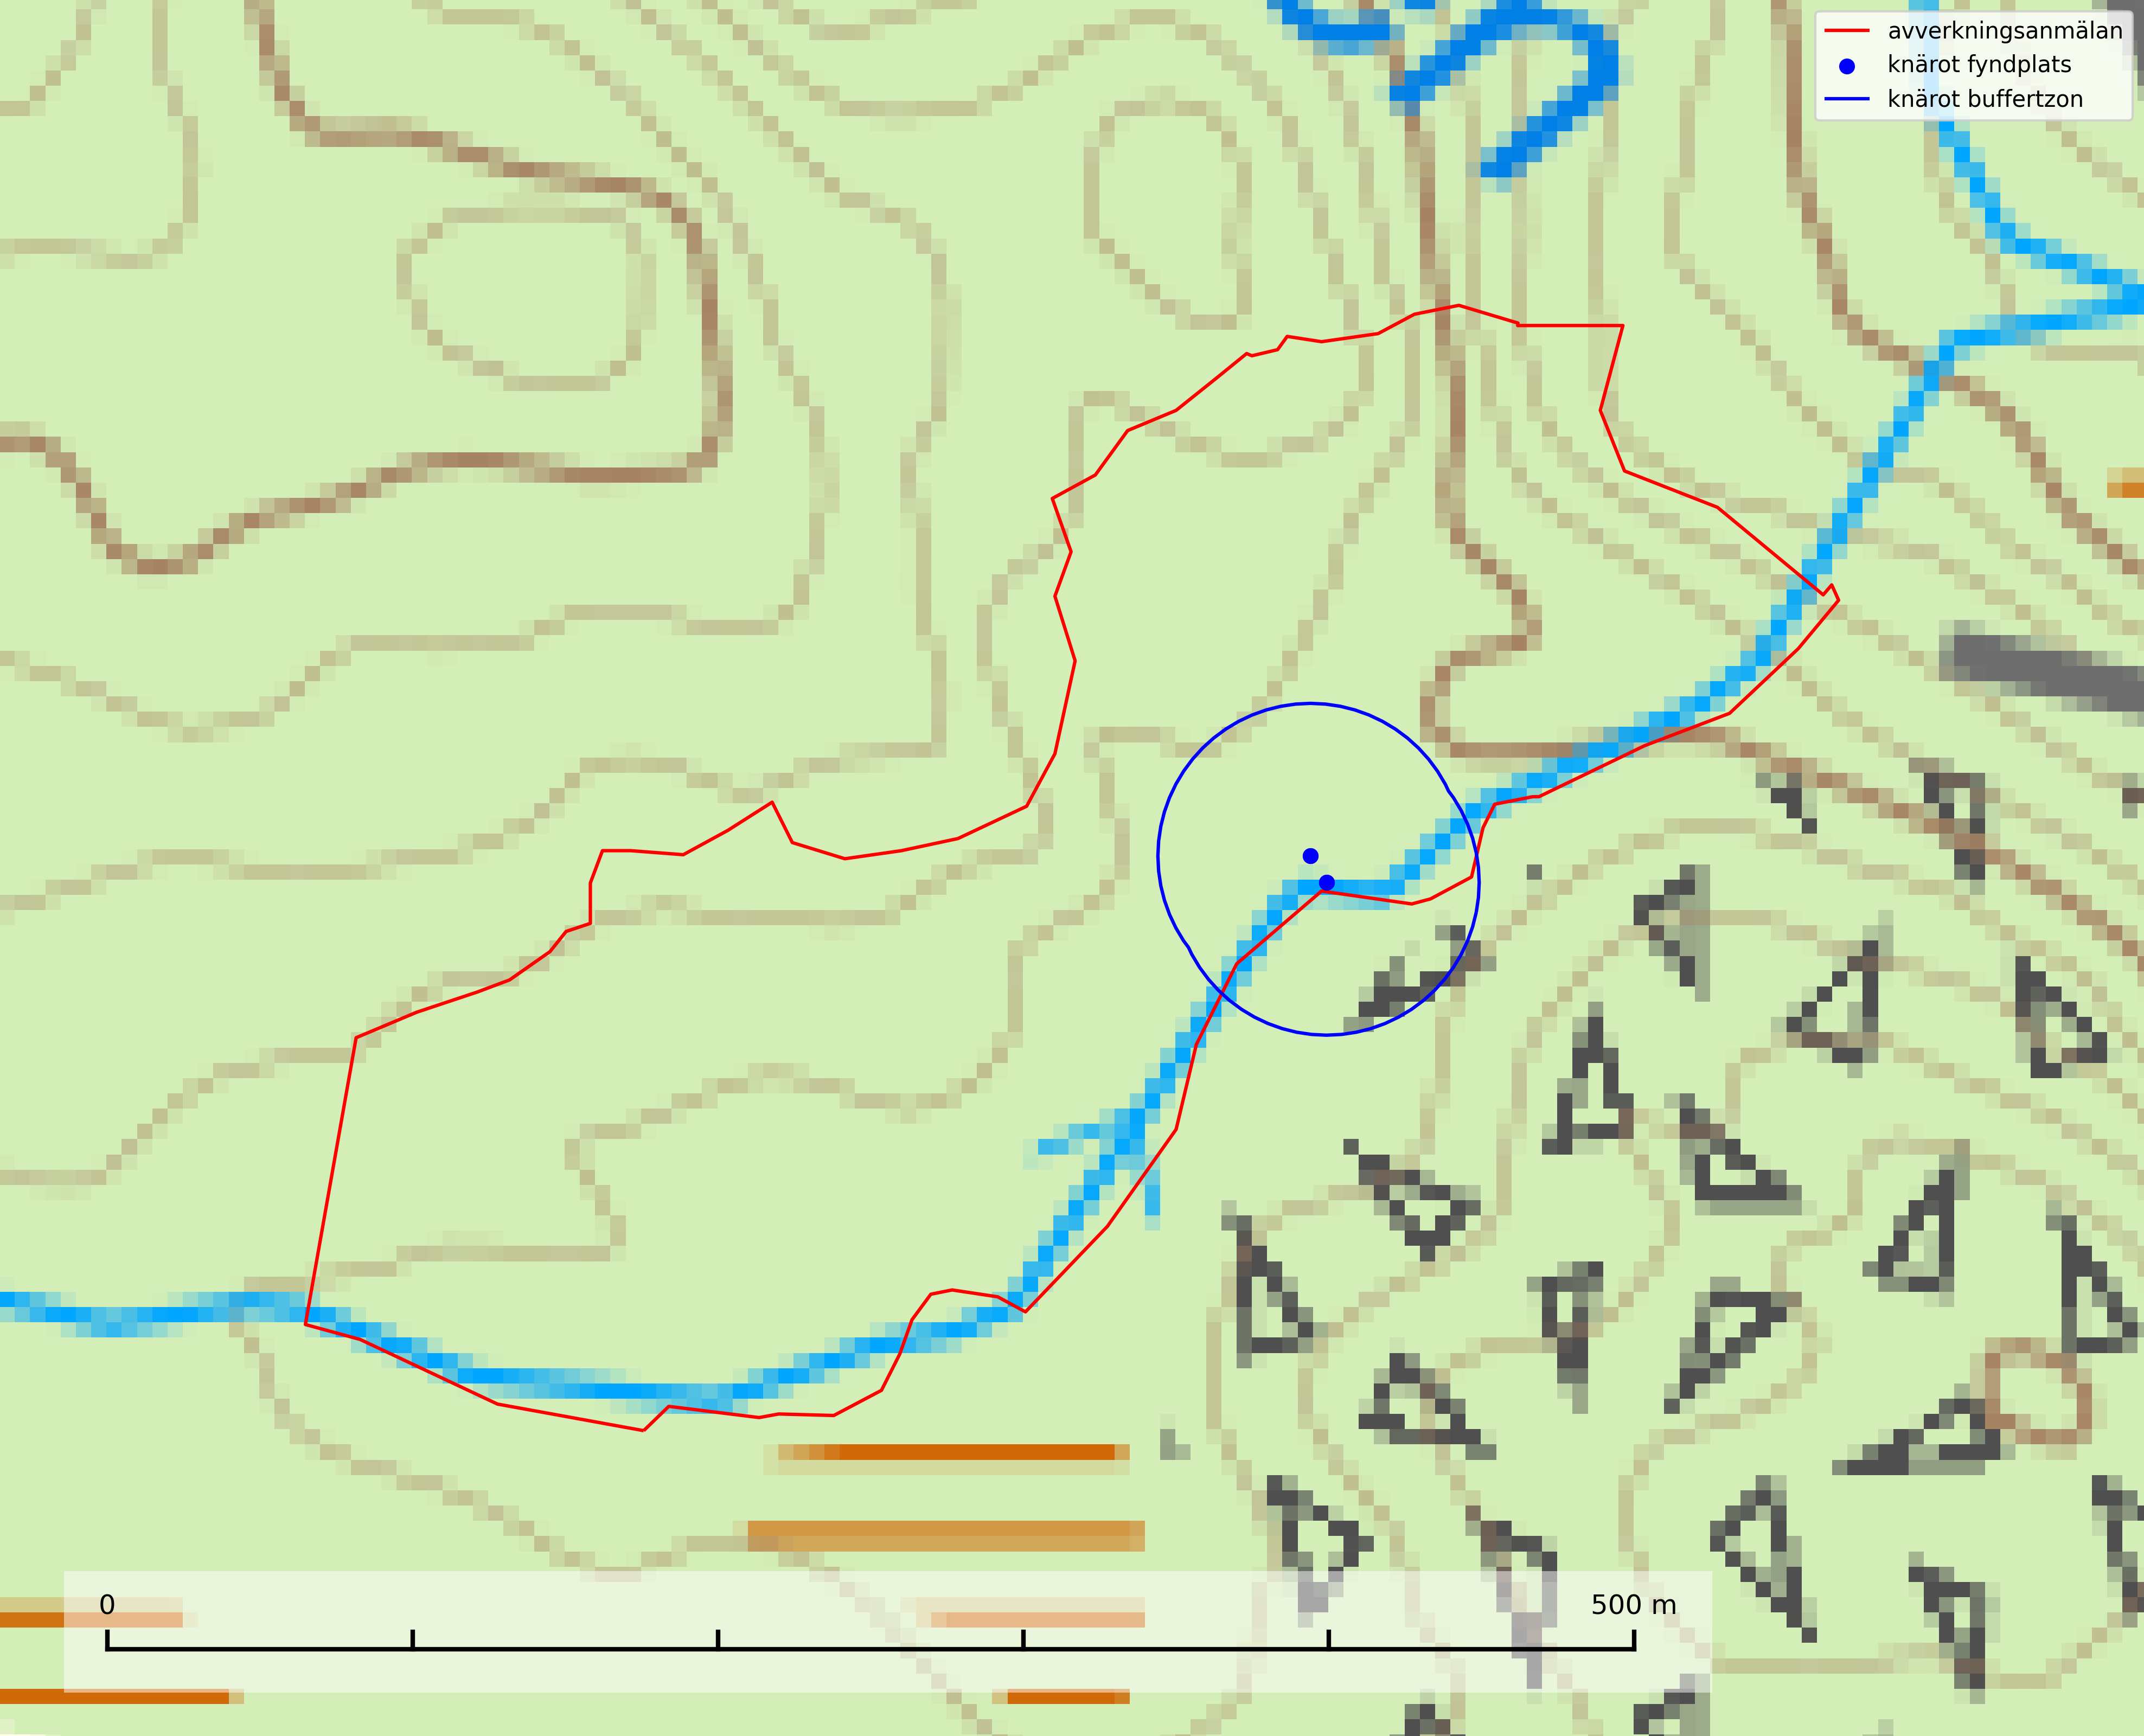 avverkningsanmälan
knärot fyndplats
knärot buffertzon
0
500 m